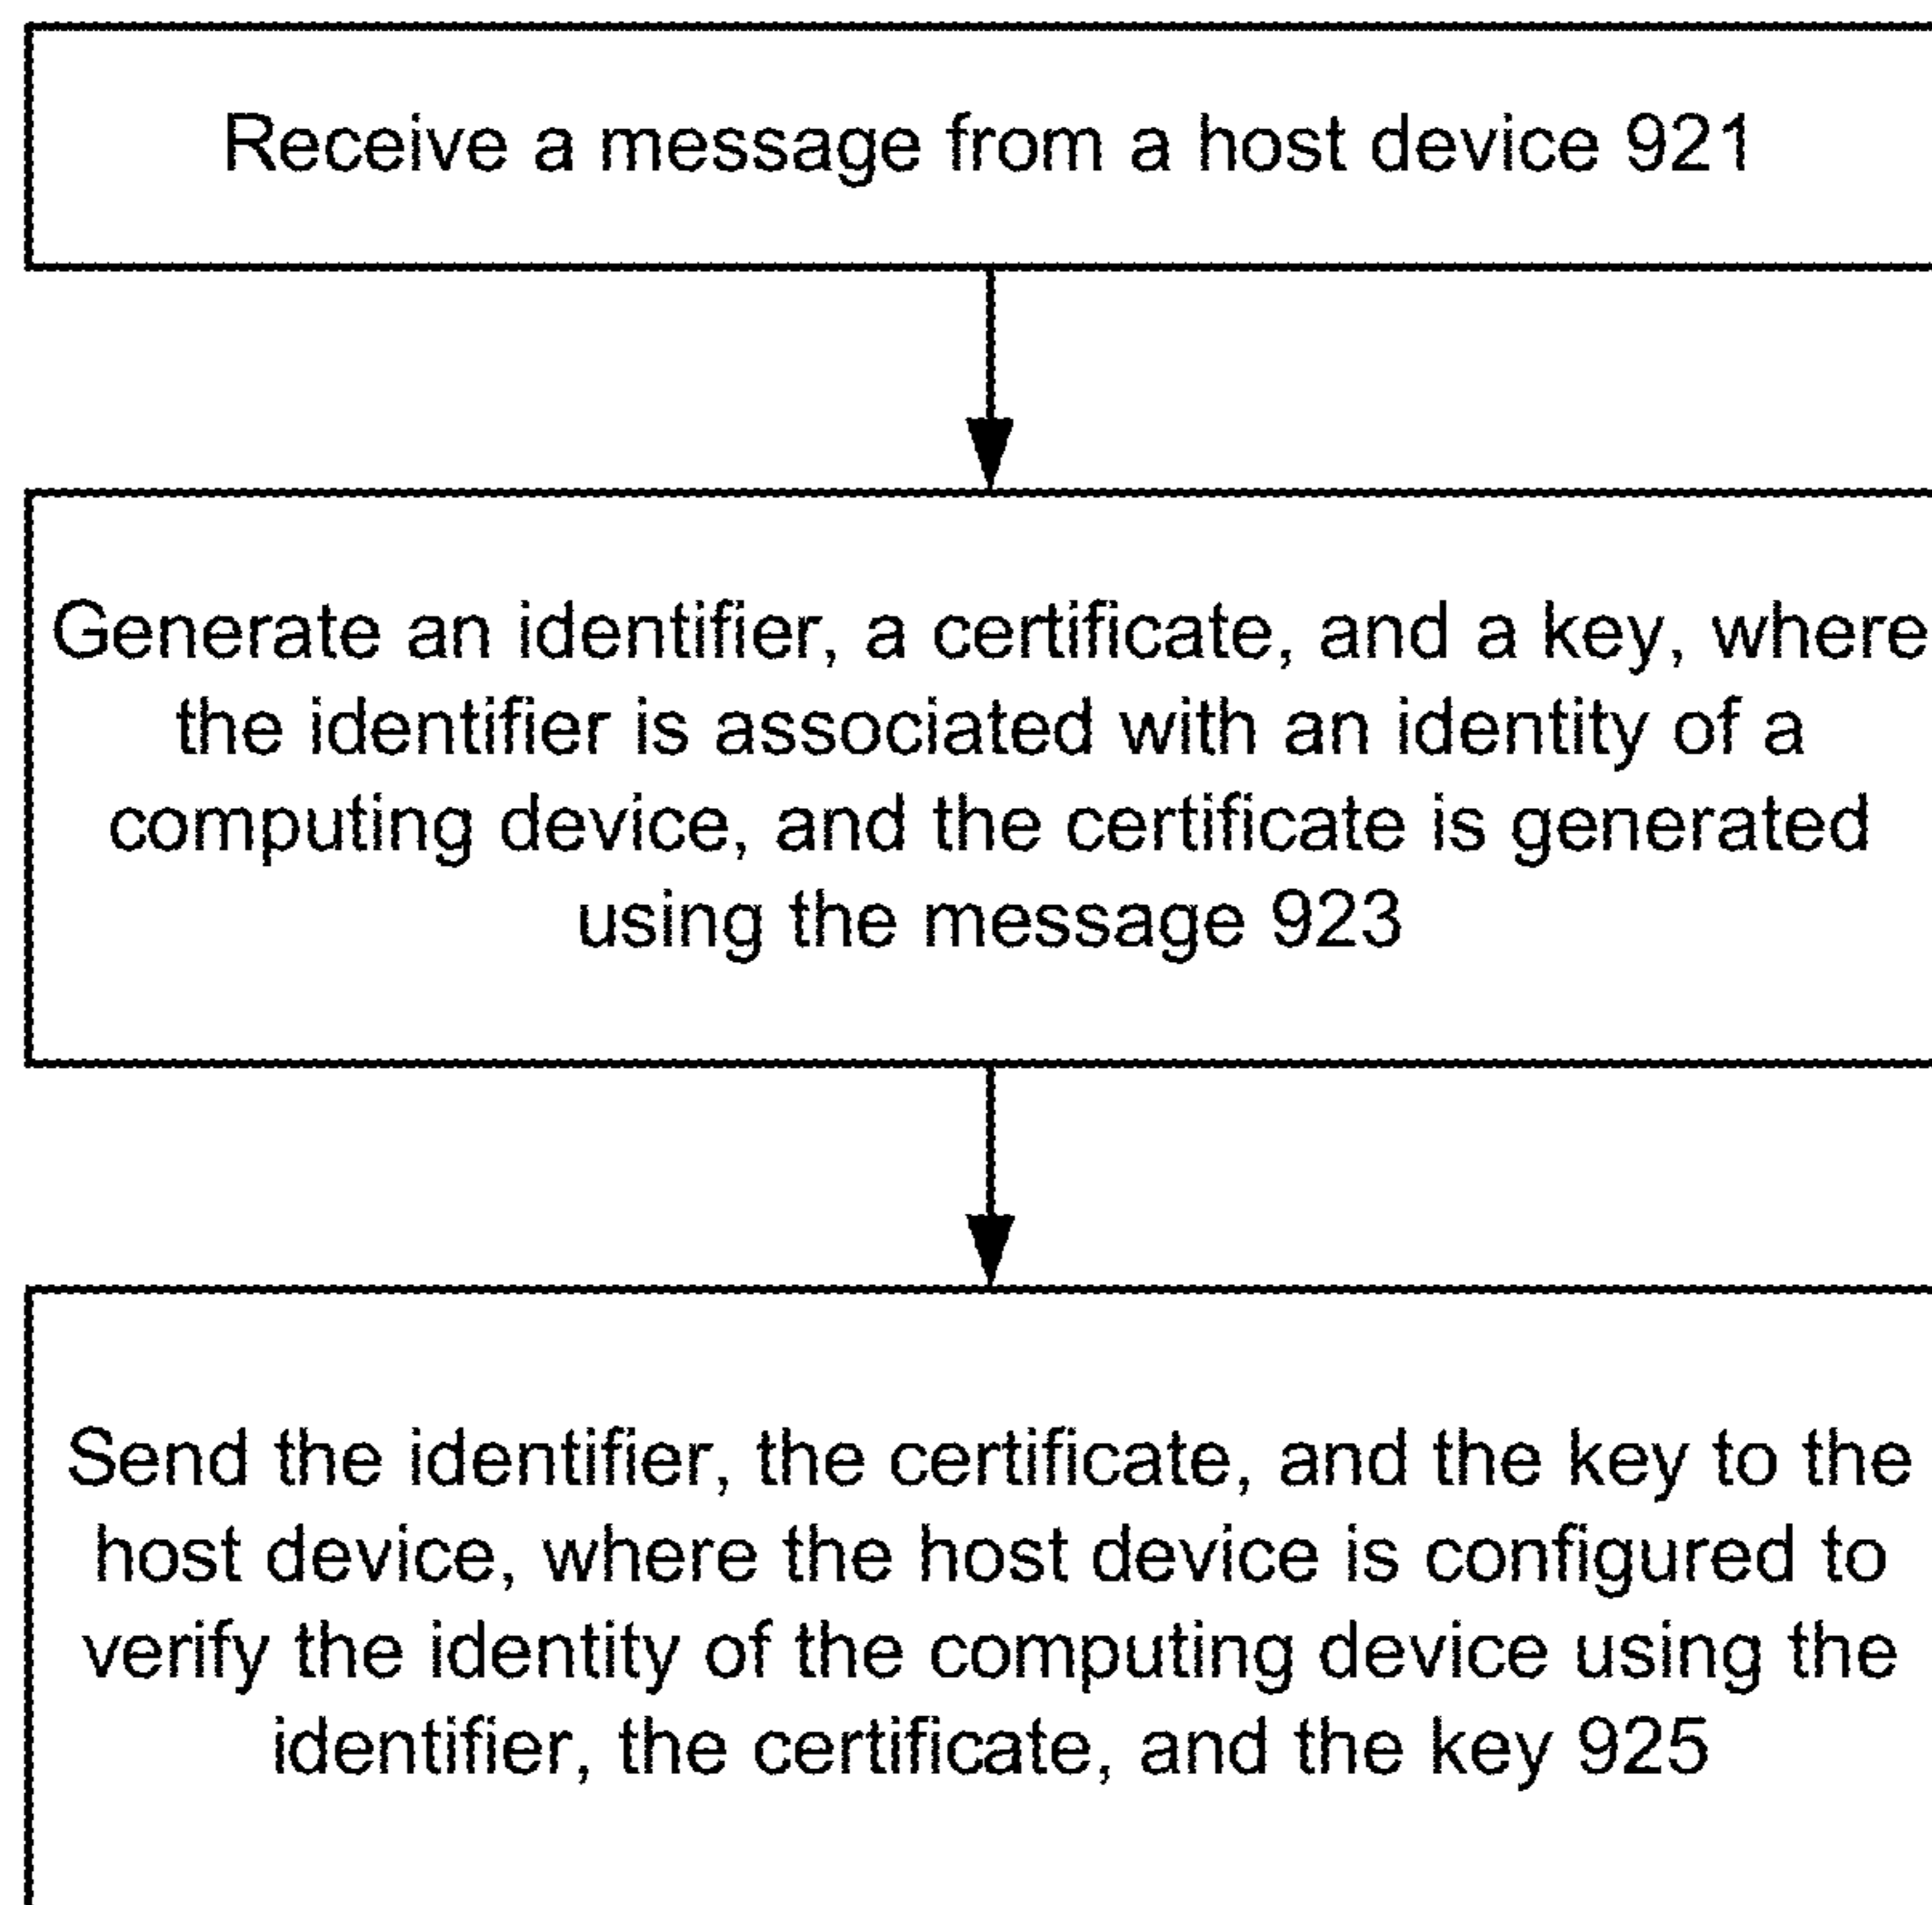 Receive a message from a host device 921
Generate an identifier, a certificate, and a key, where
the identifier is associated with an identity of a
computing device, and the certificate is generated
using the message 923
Send the identifier, the certificate, and the key to the
host device, where the host device is configured to
verify the identity of the computing device using the
identifier, the certificate, and the key 925